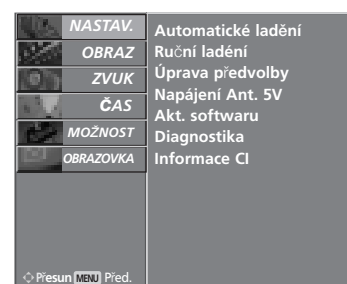 NASTAV.
OBRAZ
ZVUK
ČAS
MOŽNOST
OBRAZOVKA
Automatické ladění
Ruční ladéní
Úprava předvolby
Napájení Ant. 5V
Akt. softwaru
Diagnostika
Informace CI
Přesun MENU Před.